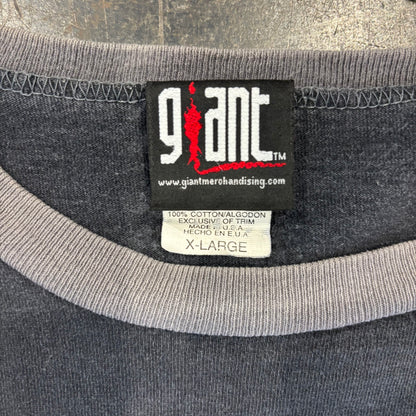 giant TM
www.giantmerchandising.com
100% COTTON/ALGODON
EXCLUSIVE OF TRIM
MADE IN U.S.A.
HECHO EN E.U.A.
X-LARGE